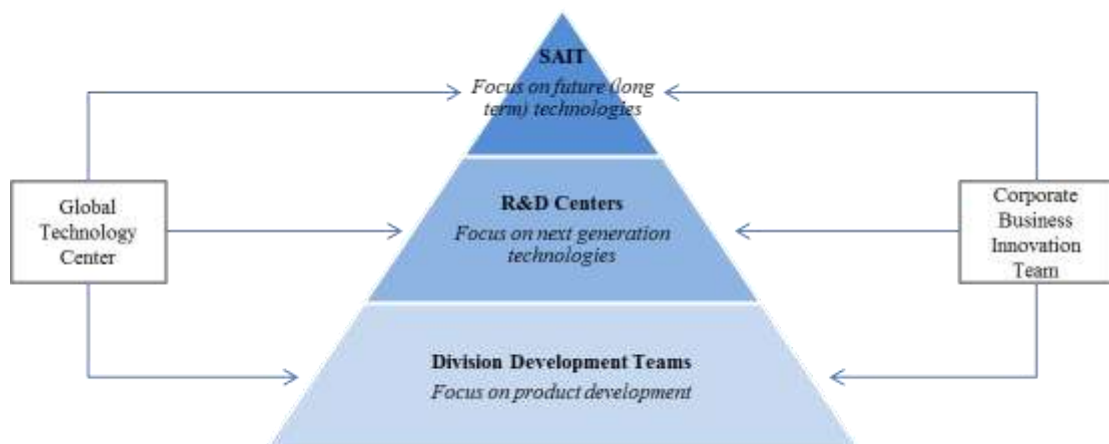 SAIT
Focus on future (long
term) technologies
Global
Technology
Center
R&D Centers
Focus on next generation
technologies
Corporate
Business
Innovation
Team
Division Development Teams
Focus on product development